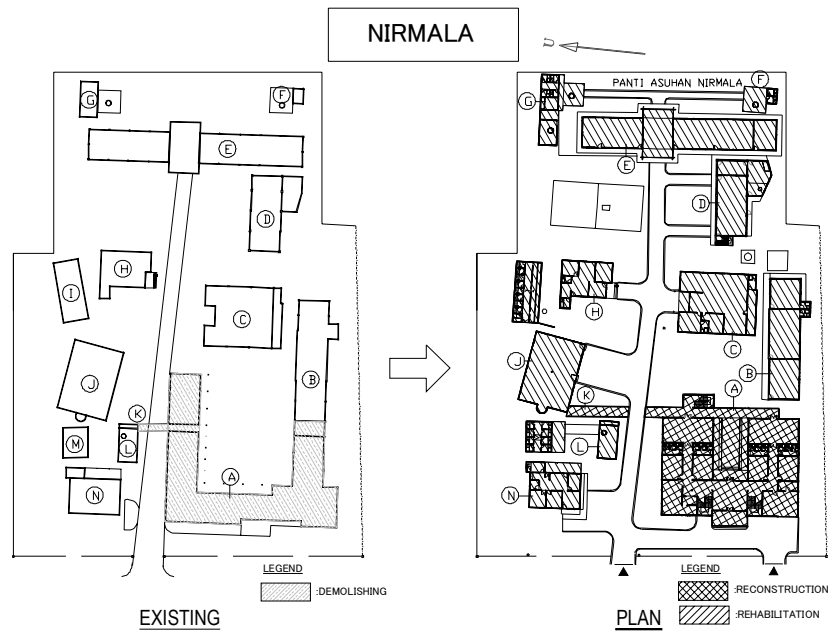 NIRMALA
n
PANTI ASUHAN NIRMALA
G
F
E
D
H
I
C
J
B
K
M
L
A
N
LEGEND
:DEMOLISHING
EXISTING
F
G
E
D
H
C
J
B
A
K
L
N
LEGEND
:RECONSTRUCTION
:REHABILITATION
PLAN